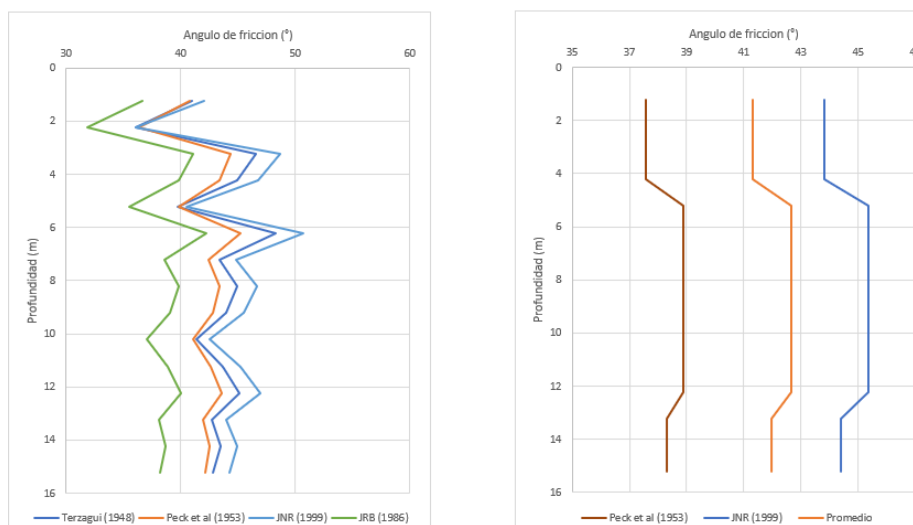 Angulo de friccion (°)
30 40 50 60
0
2
4
6
8
10
12
14
16
Profundidad (m)
Terzagui (1948) Peck et al (1953) JNR (1999) JRB (1986)
Angulo de friccion (°)
35 37 39 41 43 45
0
2
4
6
8
10
12
14
16
Profundidad (m)
Peck et al (1953) JNR (1999) Promedio